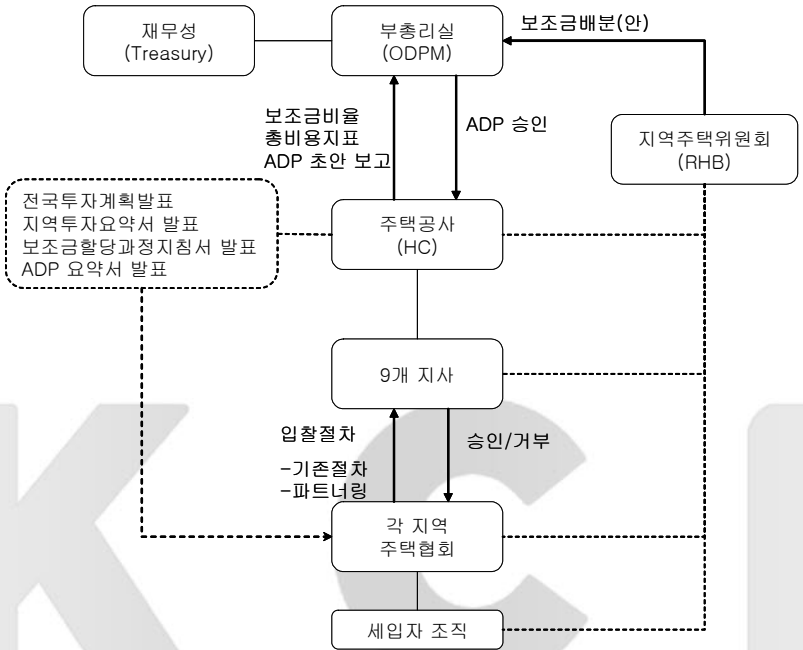 재무성
(Treasury)
부총리실
(ODPM)
보조금배분(안)
보조금비율
총비용지표
ADP 초안 보고
ADP 승인
지역주택위원회
(RHB)
전국투자계획발표
지역투자요약서 발표
보조금할당과정지침서 발표
ADP 요약서 발표
주택공사
(HC)
9개 지사
입찰절차
-기존절차
-파트너링
승인/거부
각 지역
주택협회
세입자 조직